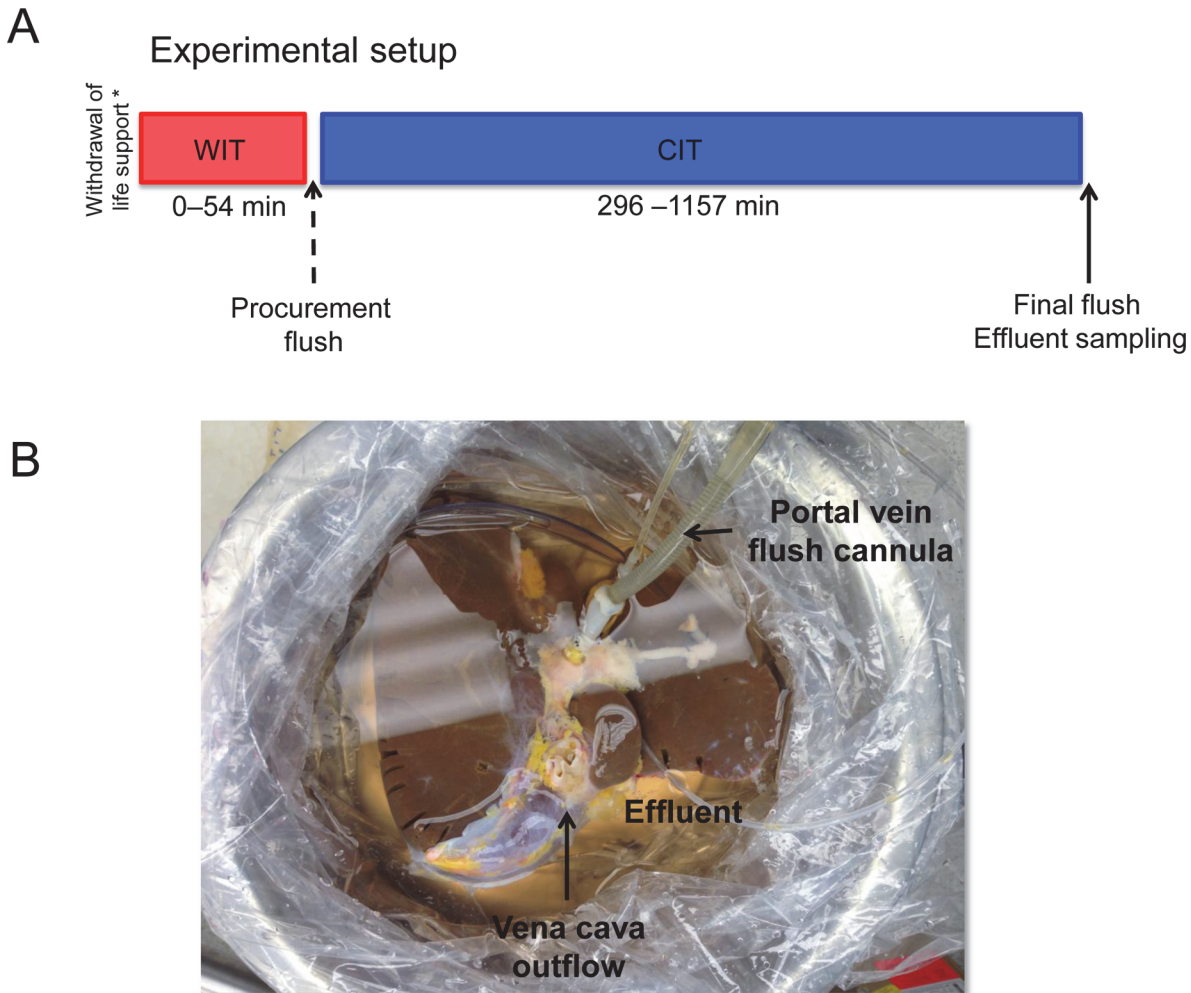 A
Experimental setup
Withdrawal of
life support *
WIT
CIT
0–54 min
296 –1157 min
Procurement
flush
Final flush
Effluent sampling
B
Portal vein
flush cannula
Effluent
Vena cava
outflow